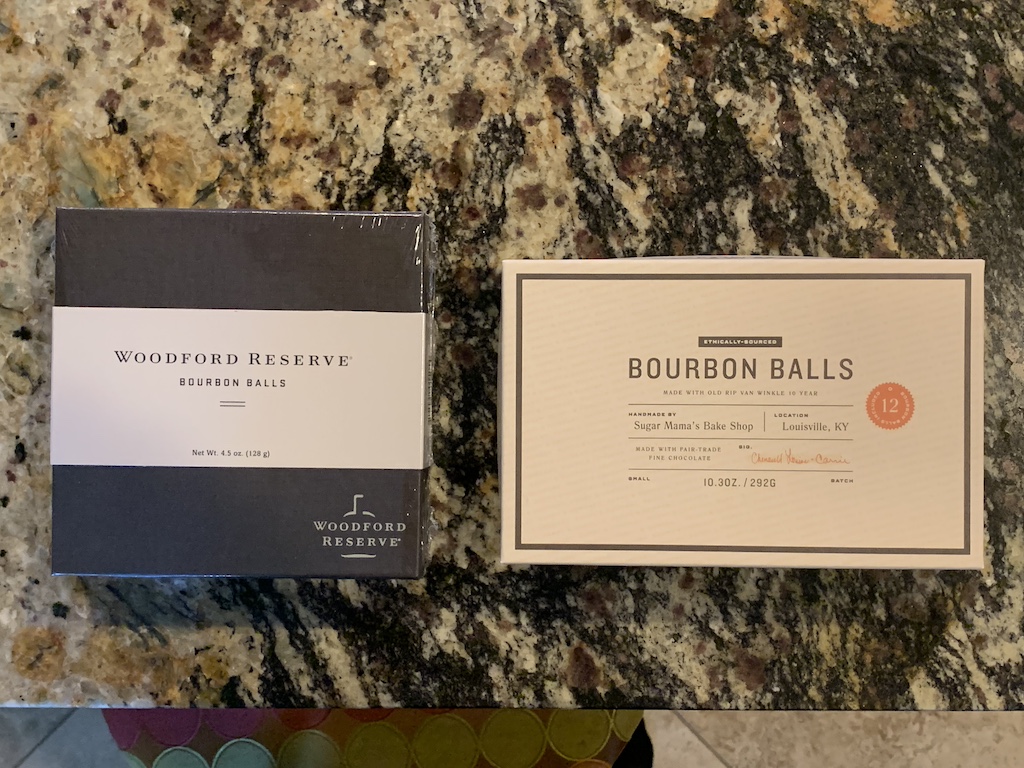 WOODFORD RESERVE
BOURBON BALLS
Net Wt. 4.5 oz. (128 g)
WOODFORD
RESERVE
ETHICALLY-SOURCED
BOURBON BALLS
MADE WITH OLD RIP VAN WINKLE 10 YEAR
HANDMADE BY
Sugar Mama's Bake Shop
LOCATION
Louisville, KY
MADE WITH FAIR-TRADE
FINE CHOCOLATE
SIG.
SMALL
10.3OZ. / 292G
BATCH
12